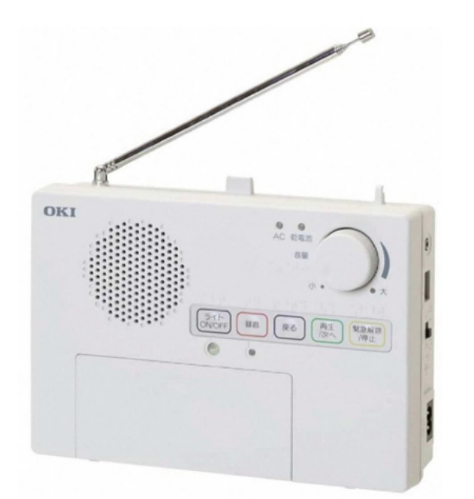 OKI
AC 乾電池
音量
小 大
ライト
ON/OFF
録音
戻る
再生
/次へ
緊急解除
/停止